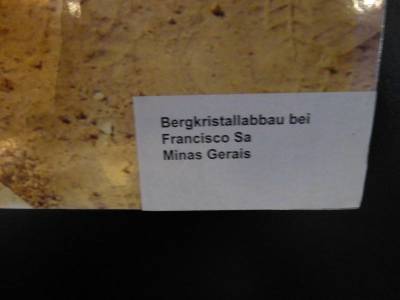 Bergkristallabbau bei
Francisco Sa
Minas Gerais